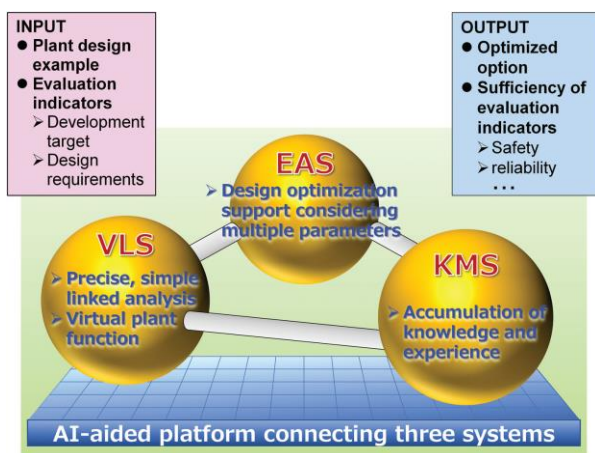 INPUT
● Plant design
example
● Evaluation
indicators
➢ Development
target
➢ Design
requirements
OUTPUT
● Optimized
option
● Sufficiency of
evaluation
indicators
➢ Safety
➢ reliability
...
EAS
➢ Design optimization
support considering
multiple parameters
VLS
➢ Precise, simple
linked analysis
➢ Virtual plant
function
KMS
➢ Accumulation of
knowledge and
experience
AI-aided platform connecting three systems